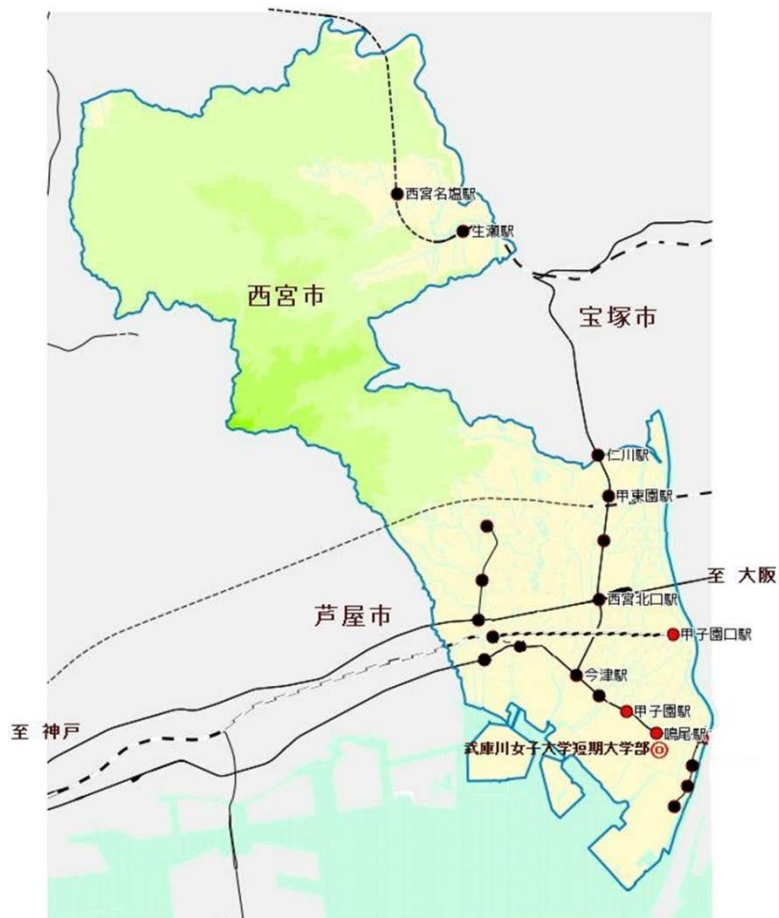 西宮名塩駅
生瀬駅
西宮市
宝塚市
仁川駅
甲東園駅
至 大阪
西宮北口駅
芦屋市
甲子園口駅
今津駅
甲子園駅
至 神戸
鳴尾駅
武庫川女子大学短期大学部